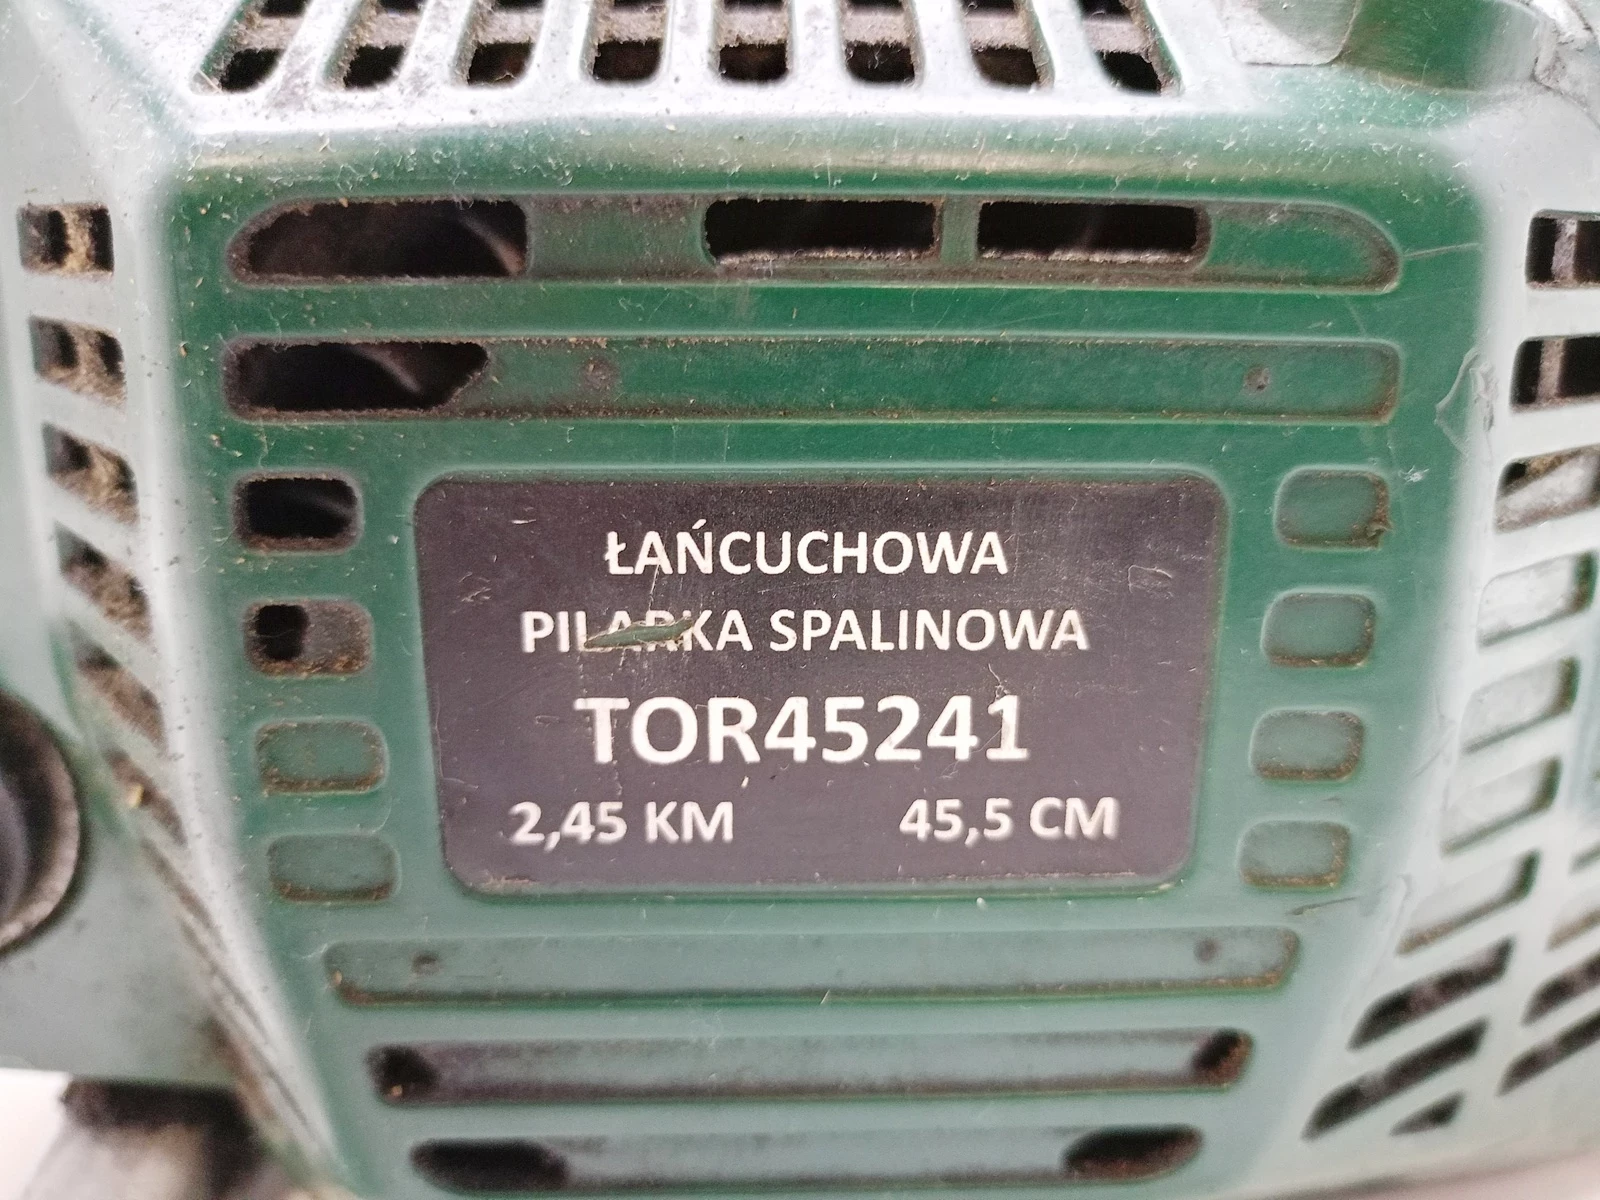 ŁAŃCUCHOWA
PILARKA SPALINOWA
TOR45241
2,45 KM 45,5 CM